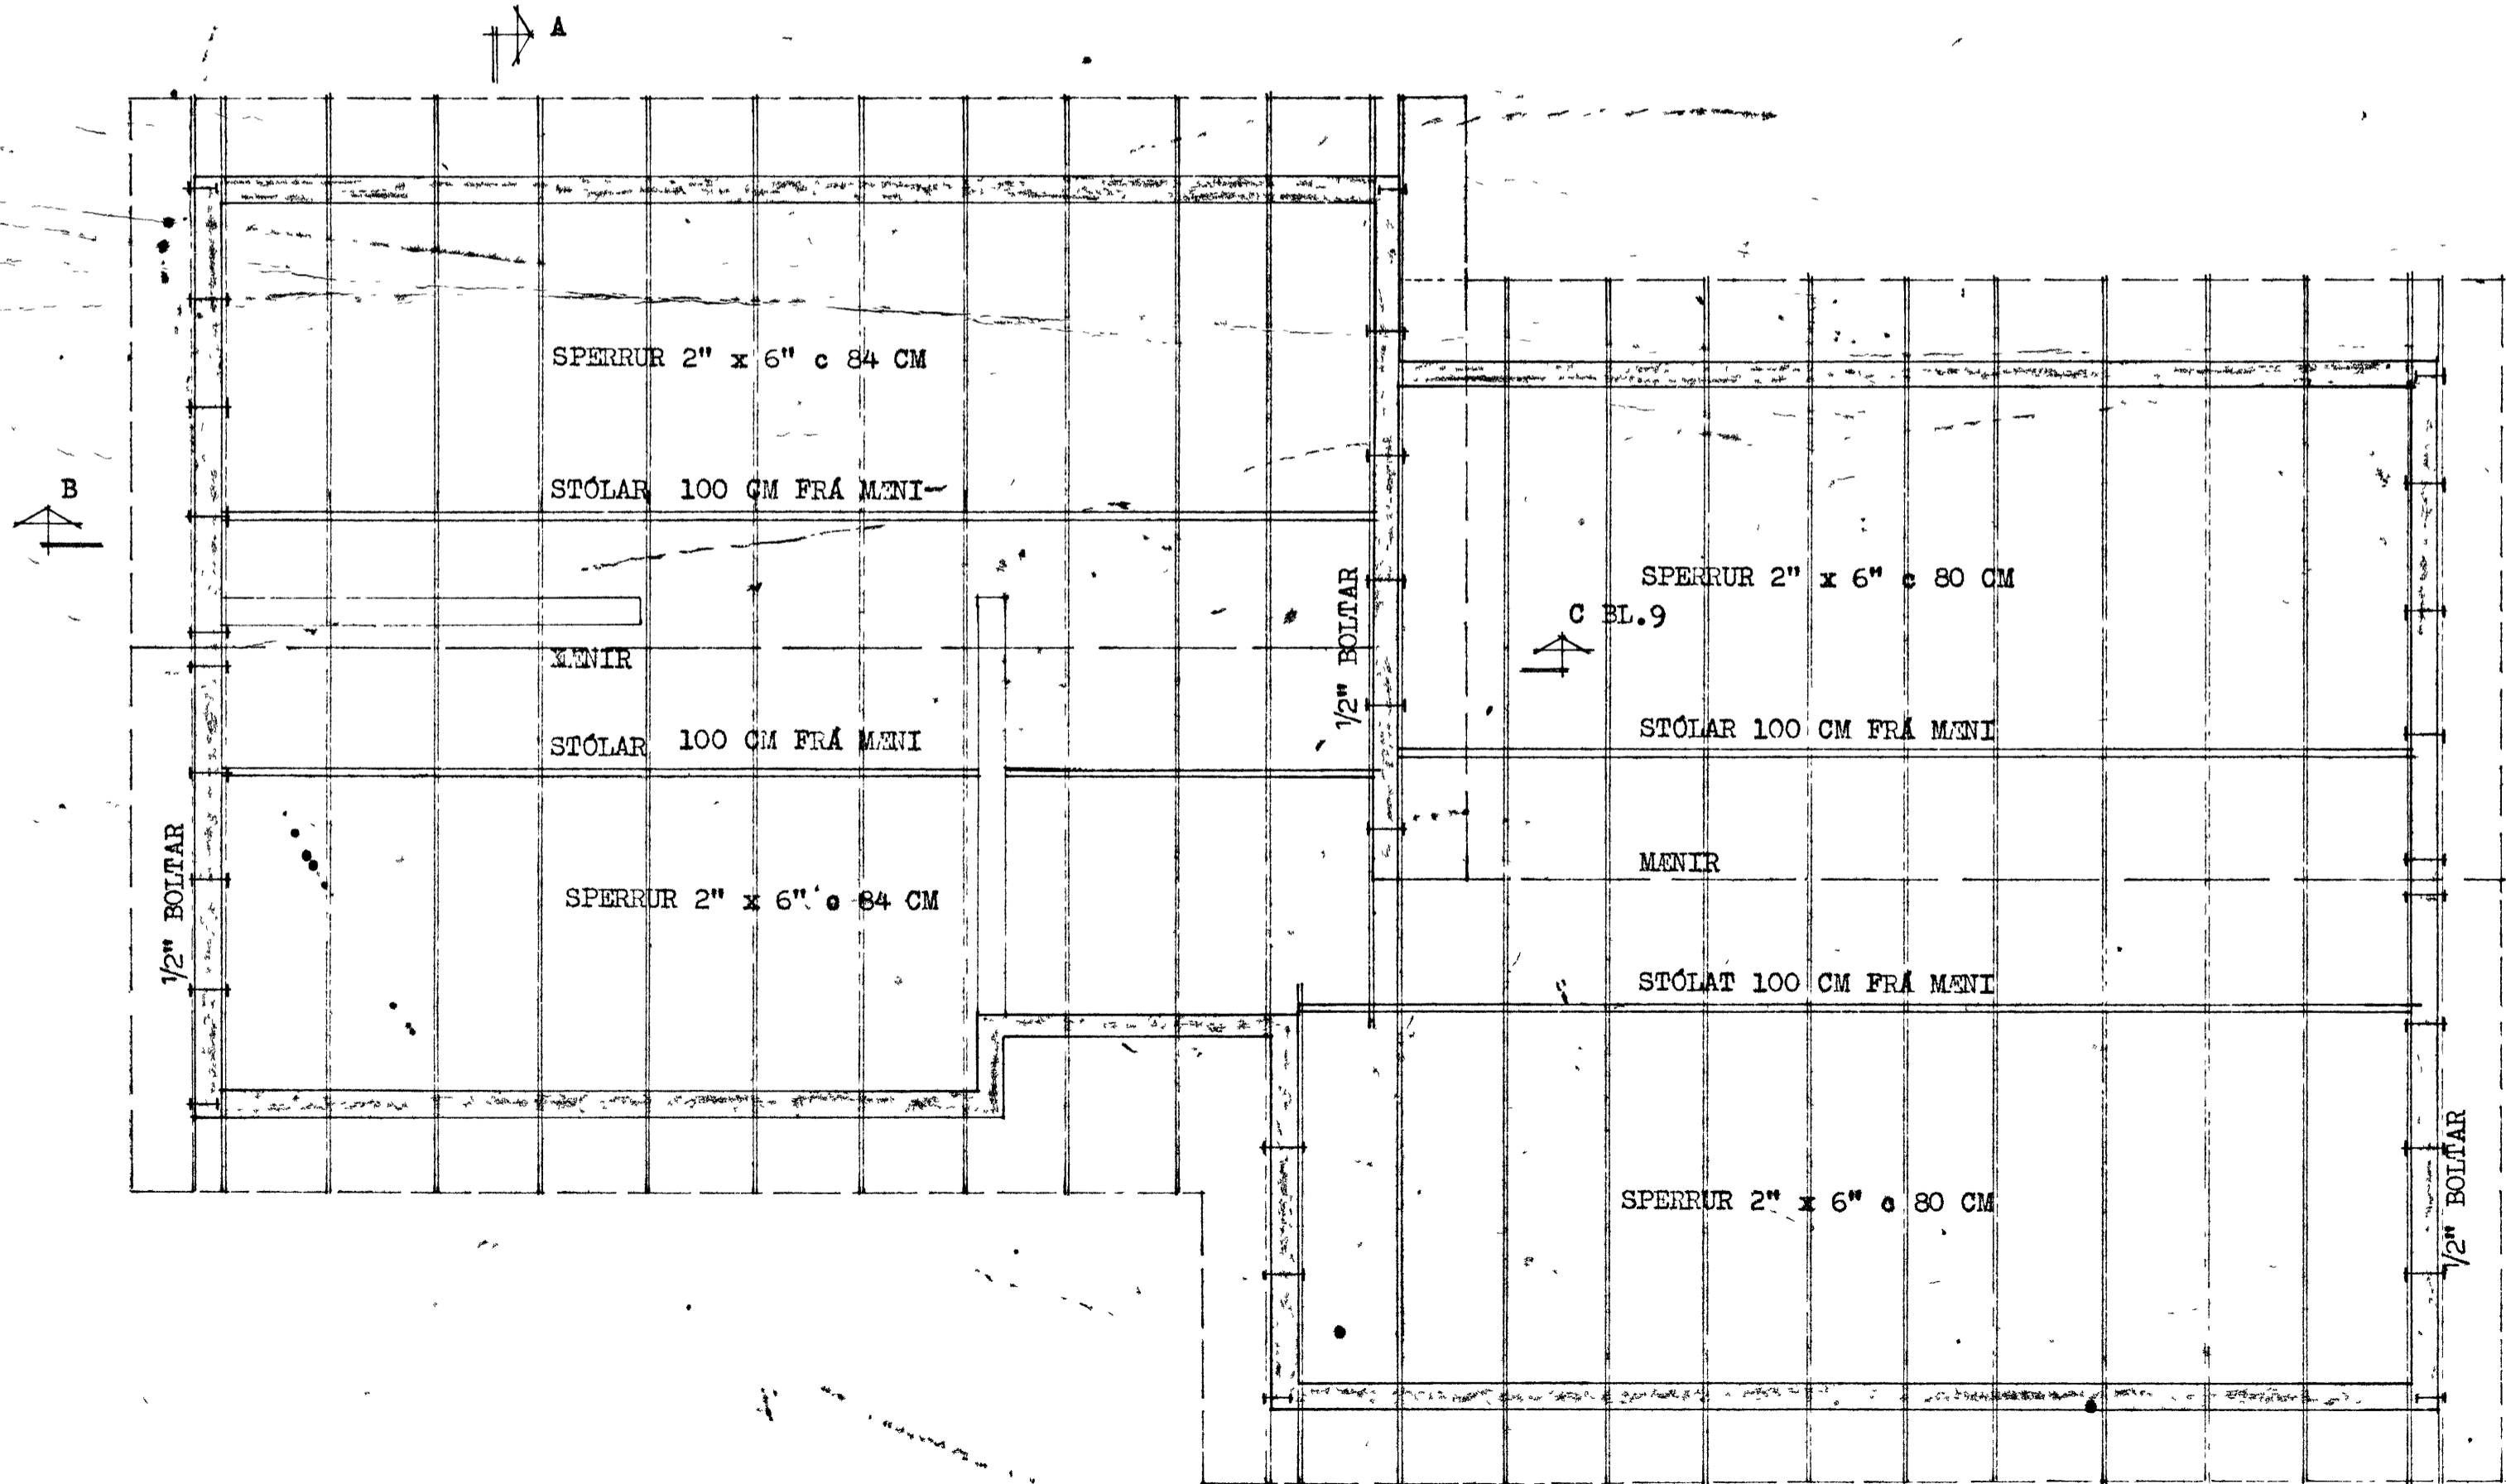 A
SPERRUR 2" x 6" c 84 CM
STÓLAR 100 CM FRÁ MÆNI
B
MÆNIR
STÓLAR 100 CM FRÁ MÆNI
1/2" BOLTAR
SPERRUR 2" x 6" c 84 CM
1/2" BOLTAR
SPERRUR 2" x 6" c 80 CM
C BL.9
STÓLAR 100 CM FRÁ MÆNI
MÆNIR
STÓLAT 100 CM FRÁ MÆNI
SPERRUR 2" x 6" c 80 CM
1/2" BOLTAR